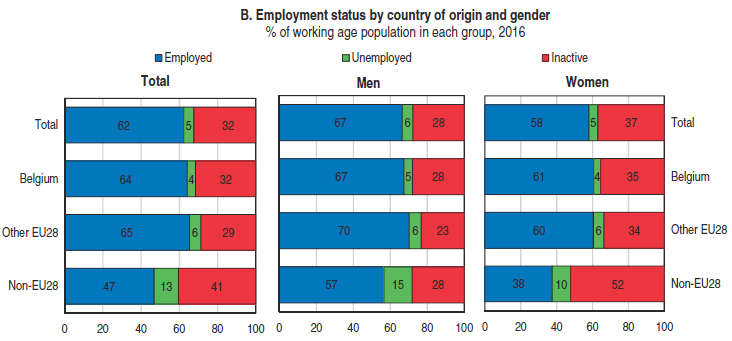 B. Employment status by country of origin and gender
% of working age population in each group, 2016
Employed Unemployed Inactive
Total Men Women
Total 62 5 32 67 6 28 58 5 37 Total
Belgium 64 4 32 67 5 28 61 4 35 Belgium
Other EU28 65 6 29 70 6 23 60 6 34 Other EU28
Non-EU28 47 13 41 57 15 28 38 10 52 Non-EU28
0 20 40 60 80 100 0 20 40 60 80 100 0 20 40 60 80 100